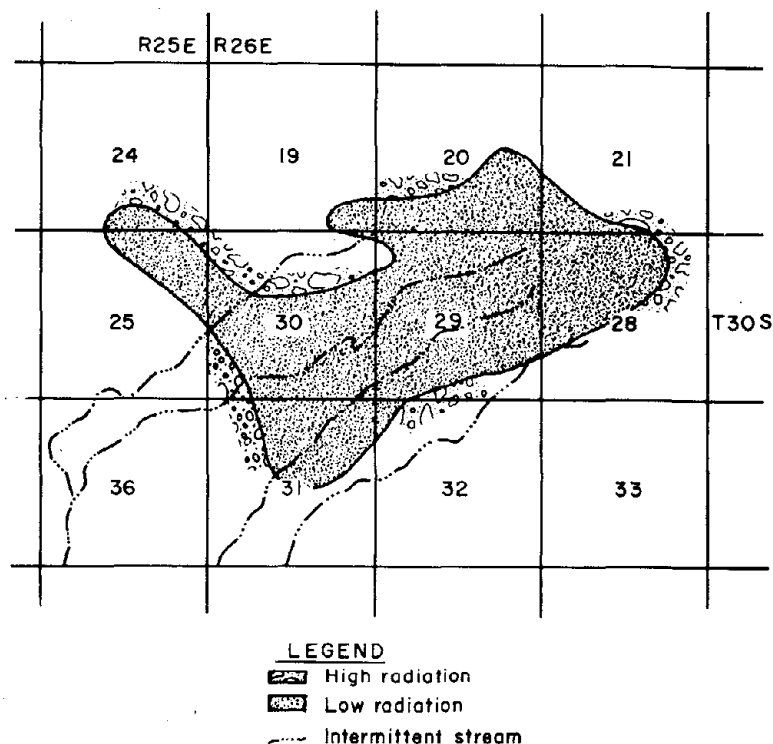 R25E R26E
24 19 20 21
25 30 29 28 T30S
36 31 32 33
LEGEND
High radiation
Low radiation
Intermittent stream